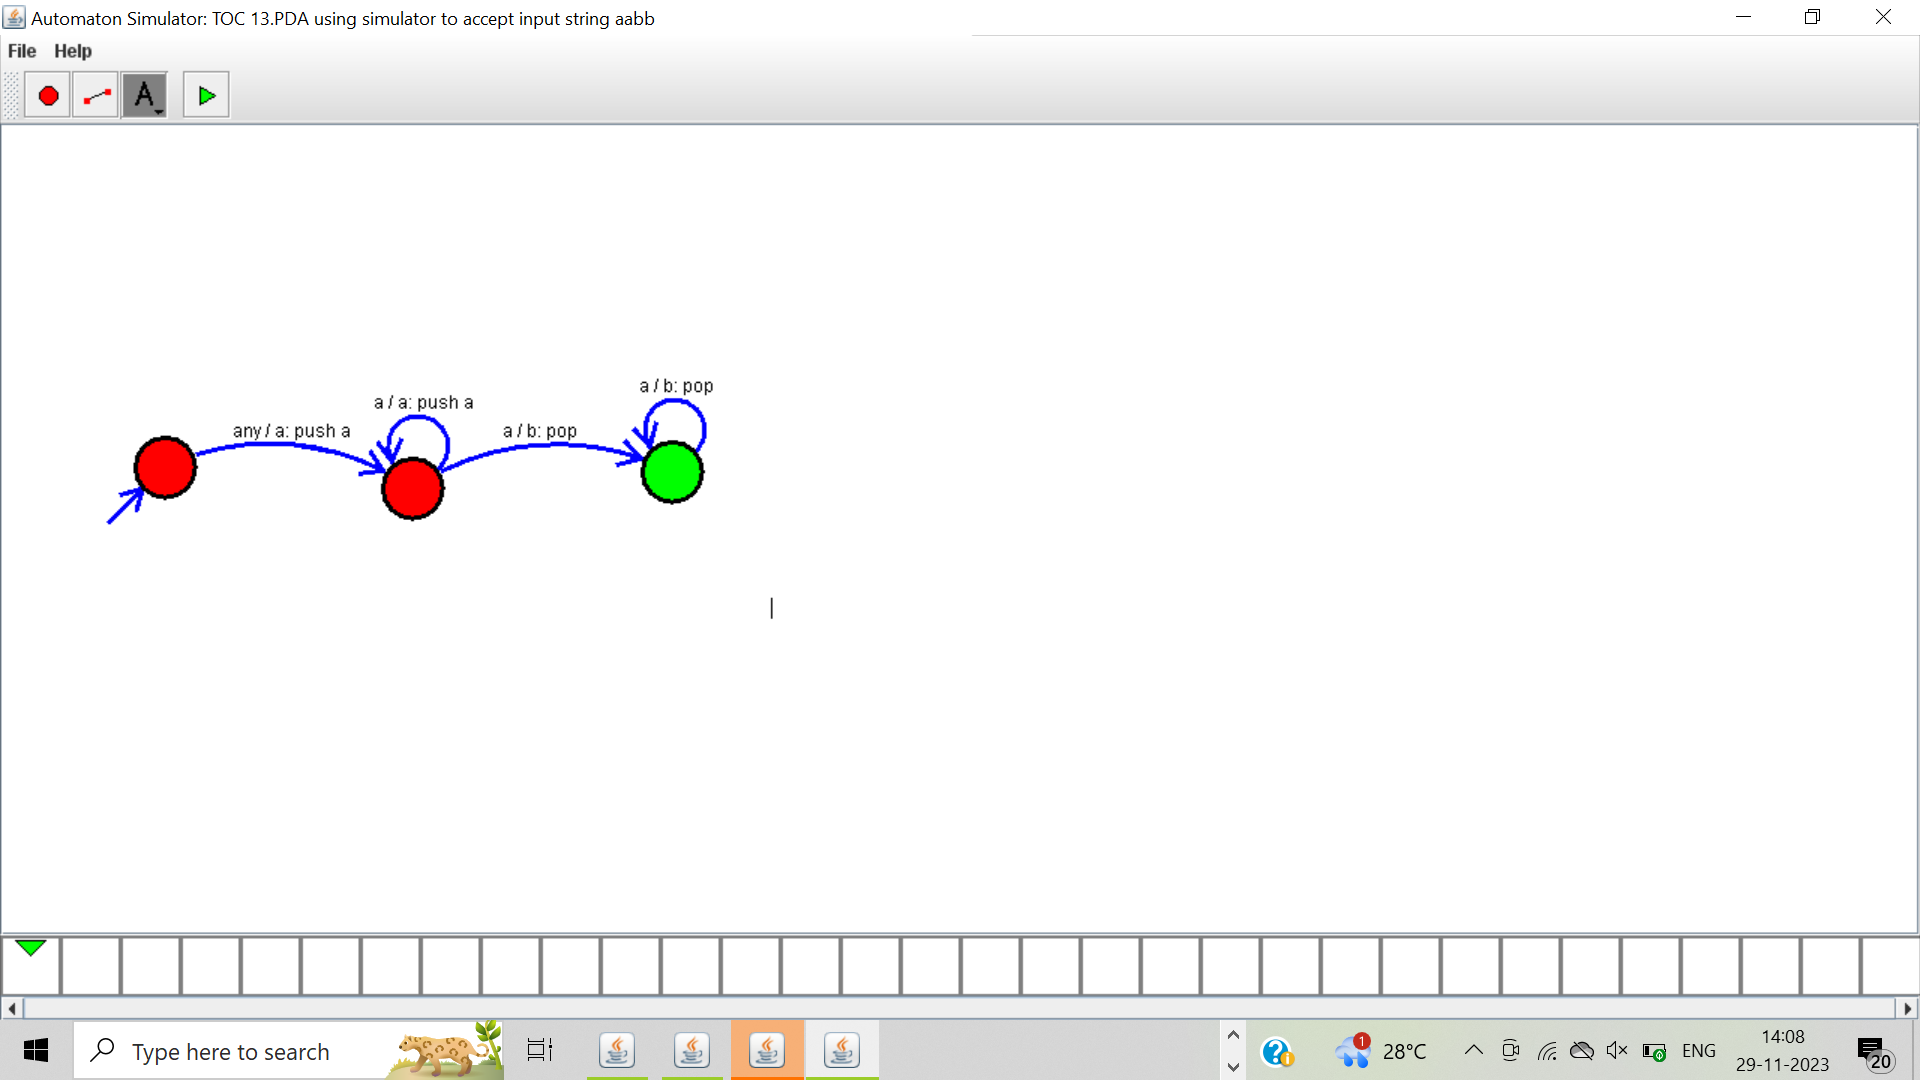 Automaton Simulator: TOC 13.PDA using simulator to accept input string aabb
File Help
A
a / b: pop
a / a: push a
any / a: push a
a / b: pop
Type here to search
1
28°C
ENG
14:08
29-11-2023
20